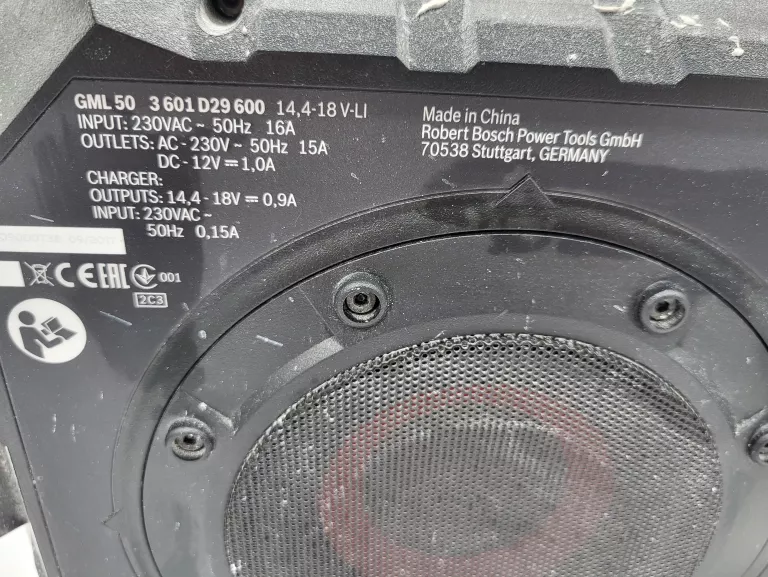 GML 50 3 601 D29 600 14,4-18 V-LI
INPUT: 230VAC ~ 50Hz 16A
OUTLETS: AC - 230V ~ 50Hz 15A
DC - 12V ⎓ 1,0A
CHARGER:
OUTPUTS: 14,4 - 18V ⎓ 0,9A
INPUT: 230VAC ~
50Hz 0,15A
Made in China
Robert Bosch Power Tools GmbH
70538 Stuttgart, GERMANY
CE EAC 001
2C3